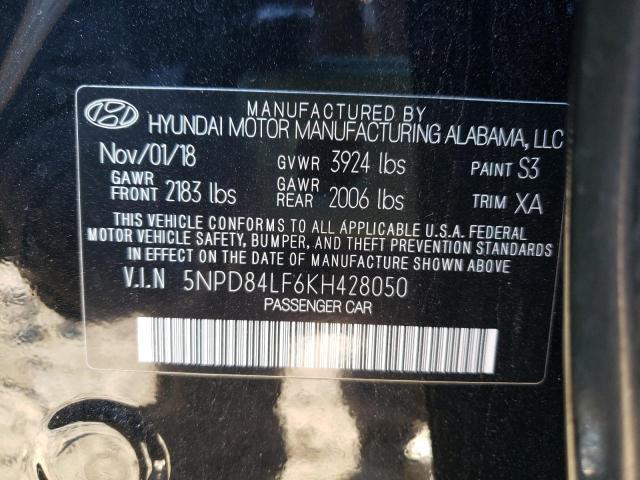 MANUFACTURED BY
HYUNDAI MOTOR MANUFACTURING ALABAMA, LLC
Nov/01/18 GVWR 3924 lbs PAINT S3
GAWR FRONT 2183 lbs GAWR REAR 2006 lbs TRIM XA
THIS VEHICLE CONFORMS TO ALL APPLICABLE U.S.A. FEDERAL
MOTOR VEHICLE SAFETY, BUMPER, AND THEFT PREVENTION STANDARDS
IN EFFECT ON THE DATE OF MANUFACTURE SHOWN ABOVE.
V.I.N 5NPD84LF6KH428050
PASSENGER CAR